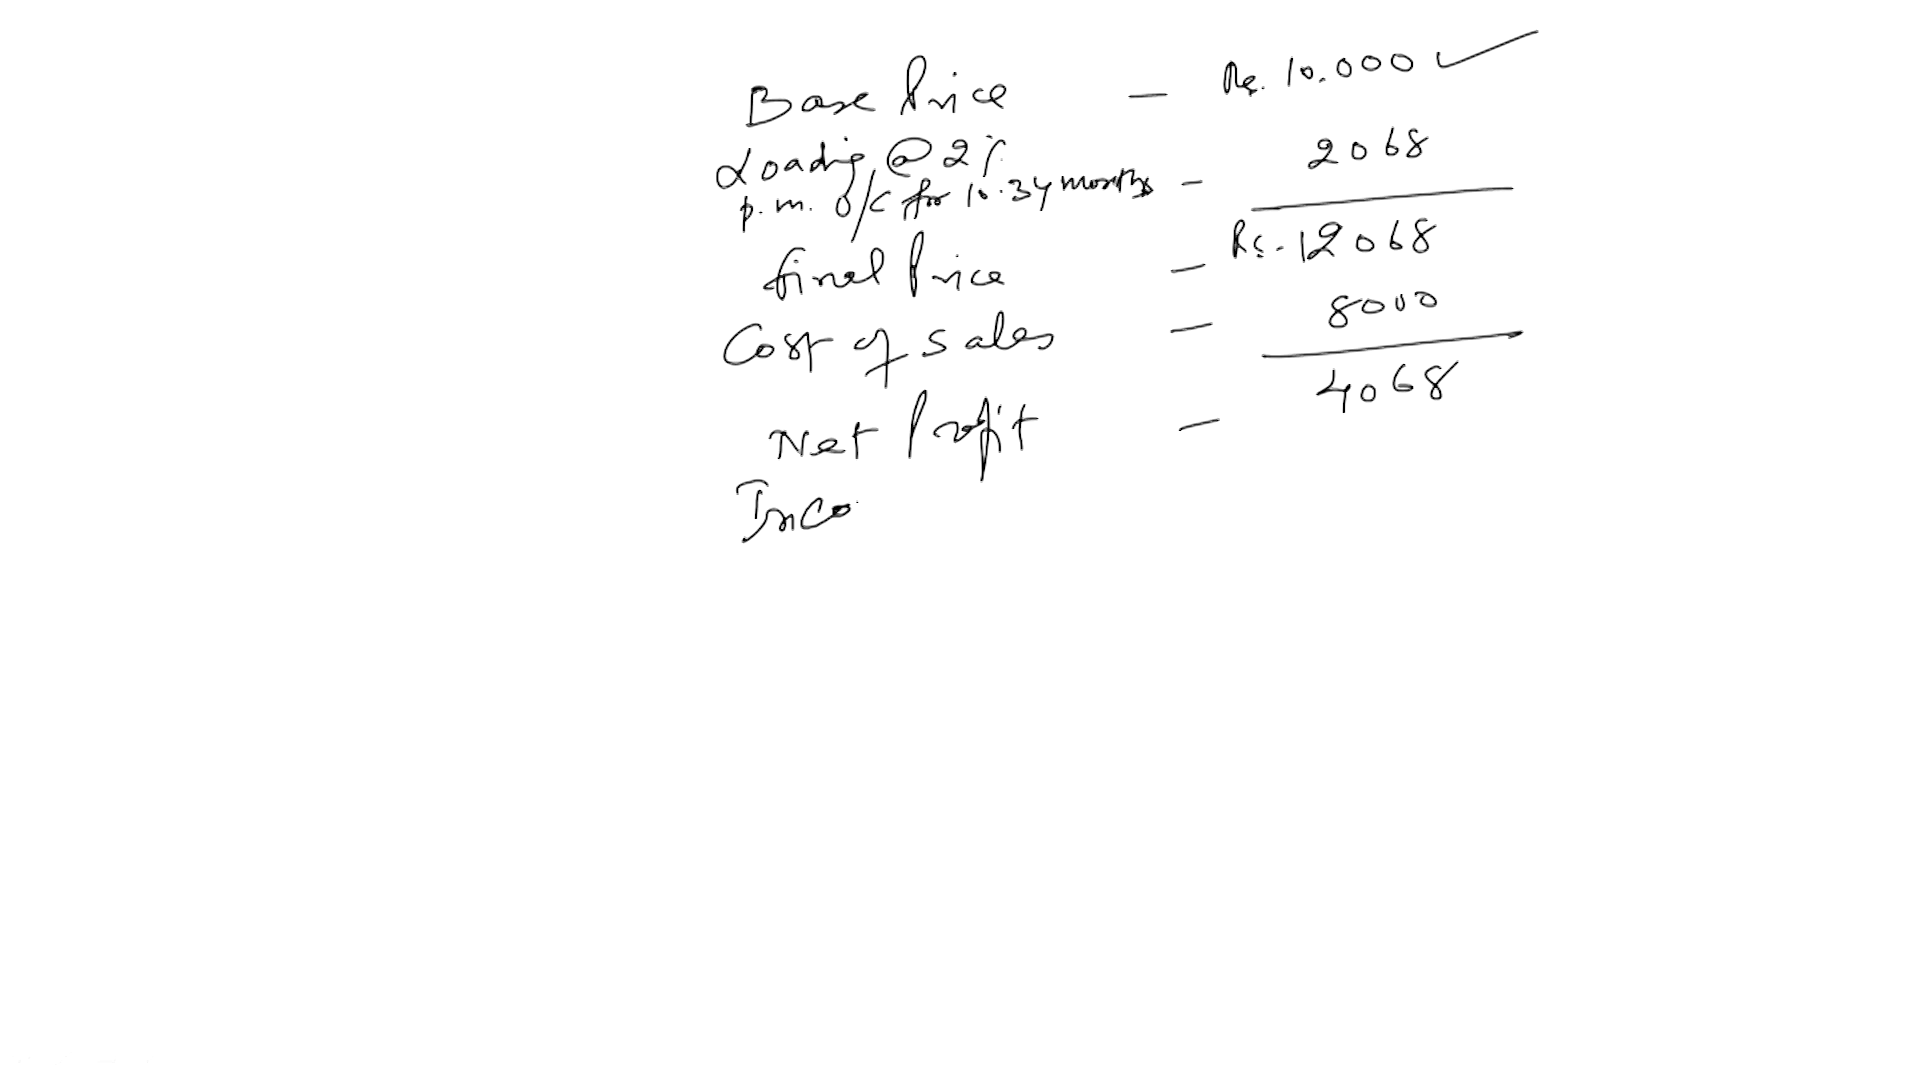 Base Price — Rs. 10,000 ✓
Loading @ 2%
p.m. o/c for 10.34 months — 2068
Final Price — Rs. 12068
Cost of Sales — 8000
Net Profit — 4068
Inco